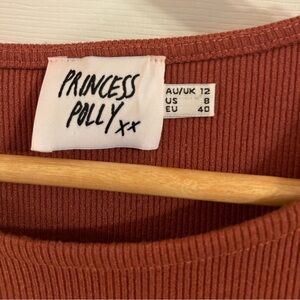 PRINCESS
POLLY xx
AU/UK 12
US 8
EU 40